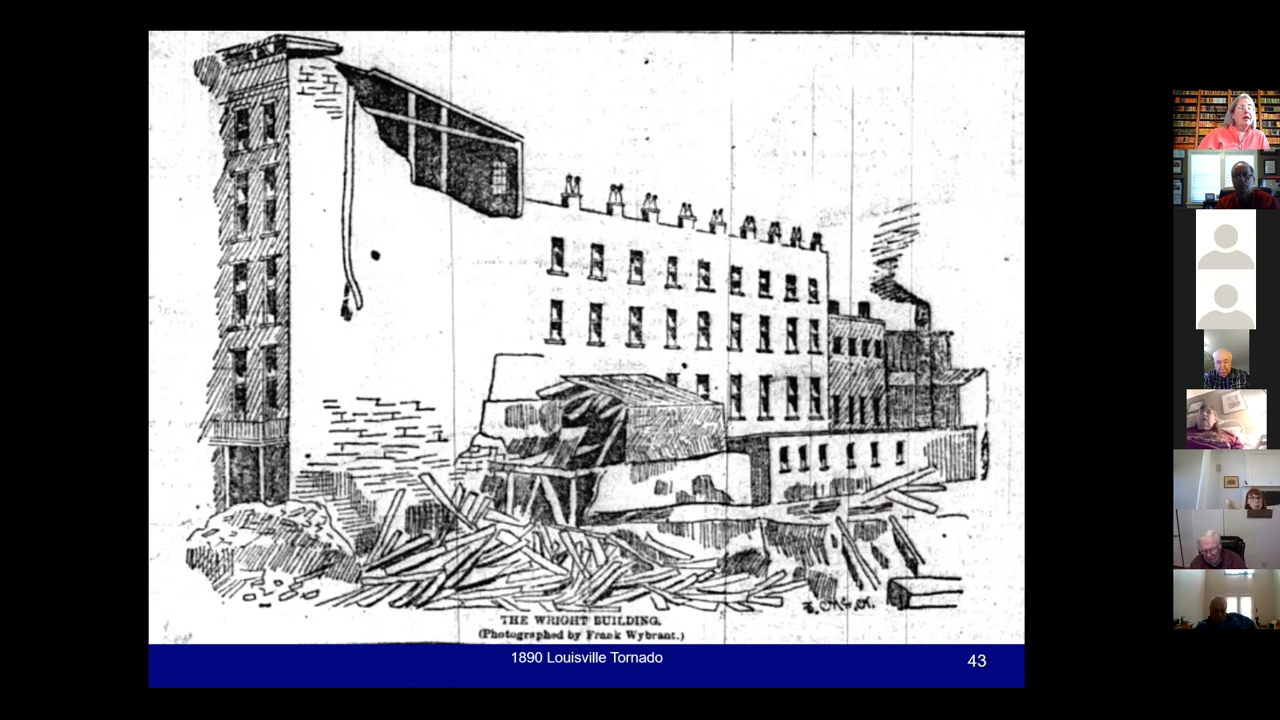 THE WRIGHT BUILDING.
(Photographed by Frank Wybrant.)
1890 Louisville Tornado
43